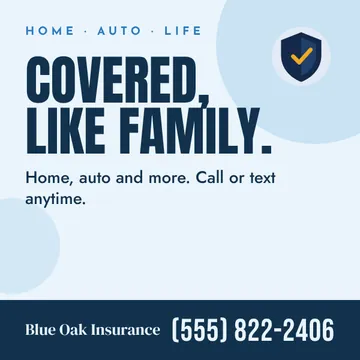 HOME · AUTO · LIFE
COVERED,
LIKE FAMILY.
Home, auto and more. Call or text
anytime.
Blue Oak Insurance (555) 822-2406